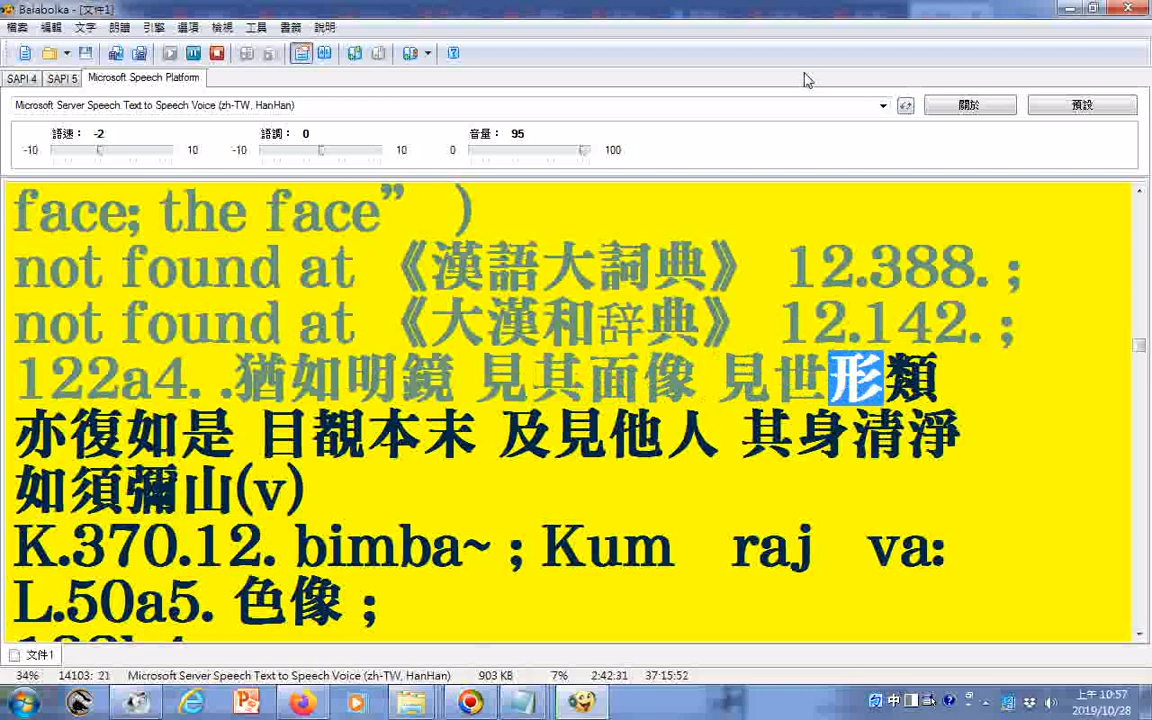 Balabolka - [文件1]
檔案 編輯 文字 朗讀 引擎 選項 檢視 工具 書籤 說明
SAPI 4 SAPI 5 Microsoft Speech Platform
Microsoft Server Speech Text to Speech Voice (zh-TW, HanHan) 關於 預設
語速： -2 語調： 0 音量： 95
-10 10 -10 10 0 100
face; the face” ）
not found at 《漢語大詞典》 12.388. ;
not found at 《大漢和辞典》 12.142. ;
122a4. .猶如明鏡 見其面像 見世形類
亦復如是 目覩本末 及見他人 其身清淨
如須彌山(v)
K.370.12. bimba~ ; Kum raj va:
L.50a5. 色像 ;
文件1
34% 14103: 21 Microsoft Server Speech Text to Speech Voice (zh-TW, HanHan) 903 KB 7% 2:42:31 37:15:52
中 上午 10:57
2019/10/28